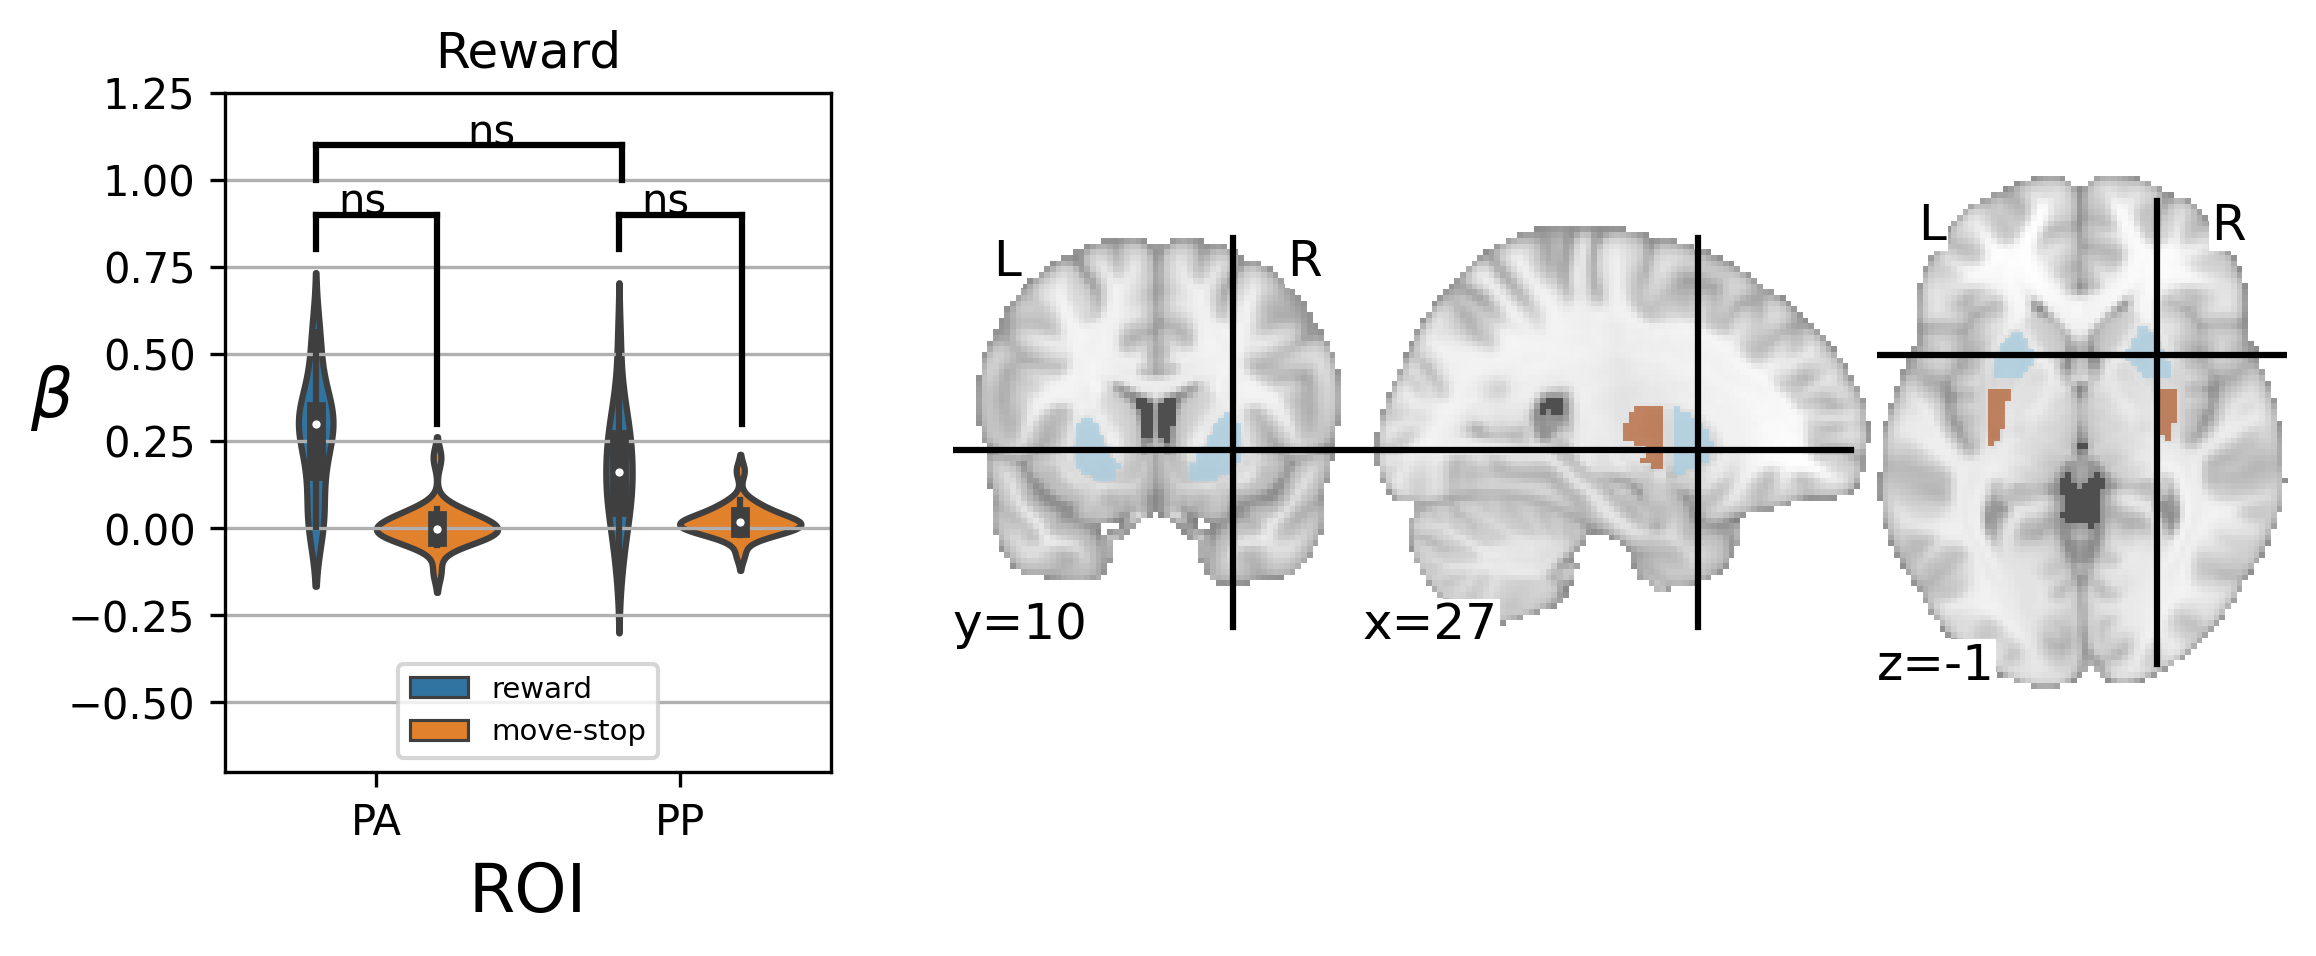 Reward
1.25
1.00
0.75
0.50
0.25
0.00
−0.25
−0.50
β
ns
ns
ns
reward
move-stop
PA
PP
ROI
L
R
y=10
x=27
L
R
z=-1